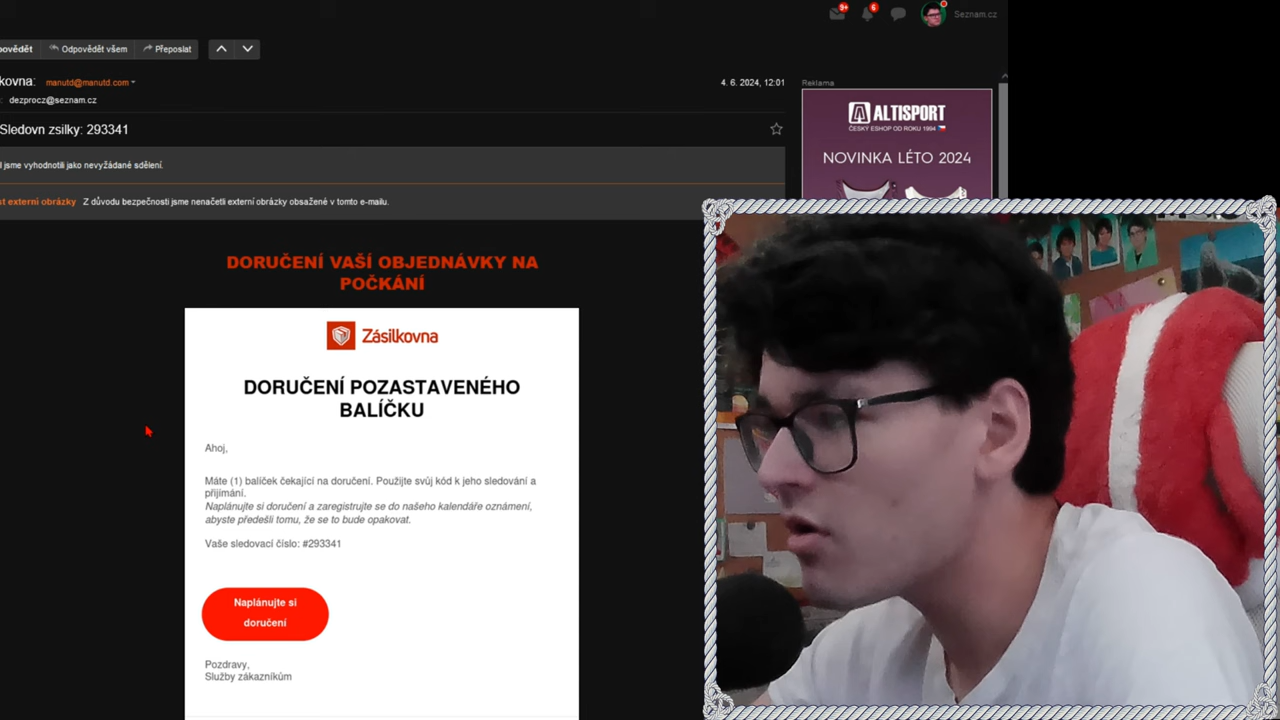 9+
6
Seznam.cz
Odpovědět všem
Přeposlat
manutd@manutd.com
4. 6. 2024, 12:01
Reklama
dezprocz@seznam.cz
Sledovn zsilky: 293341
jsme vyhodnotili jako nevyžádané sdělení.
externí obrázky Z důvodu bezpečnosti jsme nenačetli externí obrázky obsažené v tomto e-mailu.
ALTISPORT
ČESKÝ ESHOP OD ROKU 1994
NOVINKA LÉTO 2024
DORUČENÍ VAŠÍ OBJEDNÁVKY NA
POČKÁNÍ
Zásilkovna
DORUČENÍ POZASTAVENÉHO
BALÍČKU
Ahoj,
Máte (1) balíček čekající na doručení. Použijte svůj kód k jeho sledování a
přijímání.
Naplánujte si doručení a zaregistrujte se do našeho kalendáře oznámení,
abyste předešli tomu, že se to bude opakovat.
Vaše sledovací číslo: #293341
Naplánujte si
doručení
Pozdravy,
Služby zákazníkům